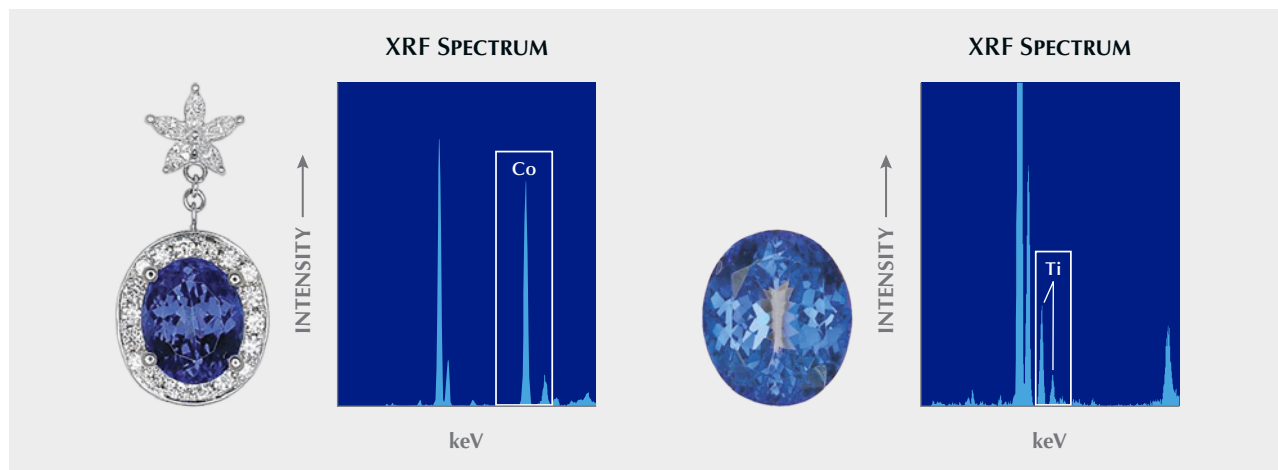 XRF SPECTRUM
INTENSITY
Co
keV
XRF SPECTRUM
INTENSITY
Ti
keV